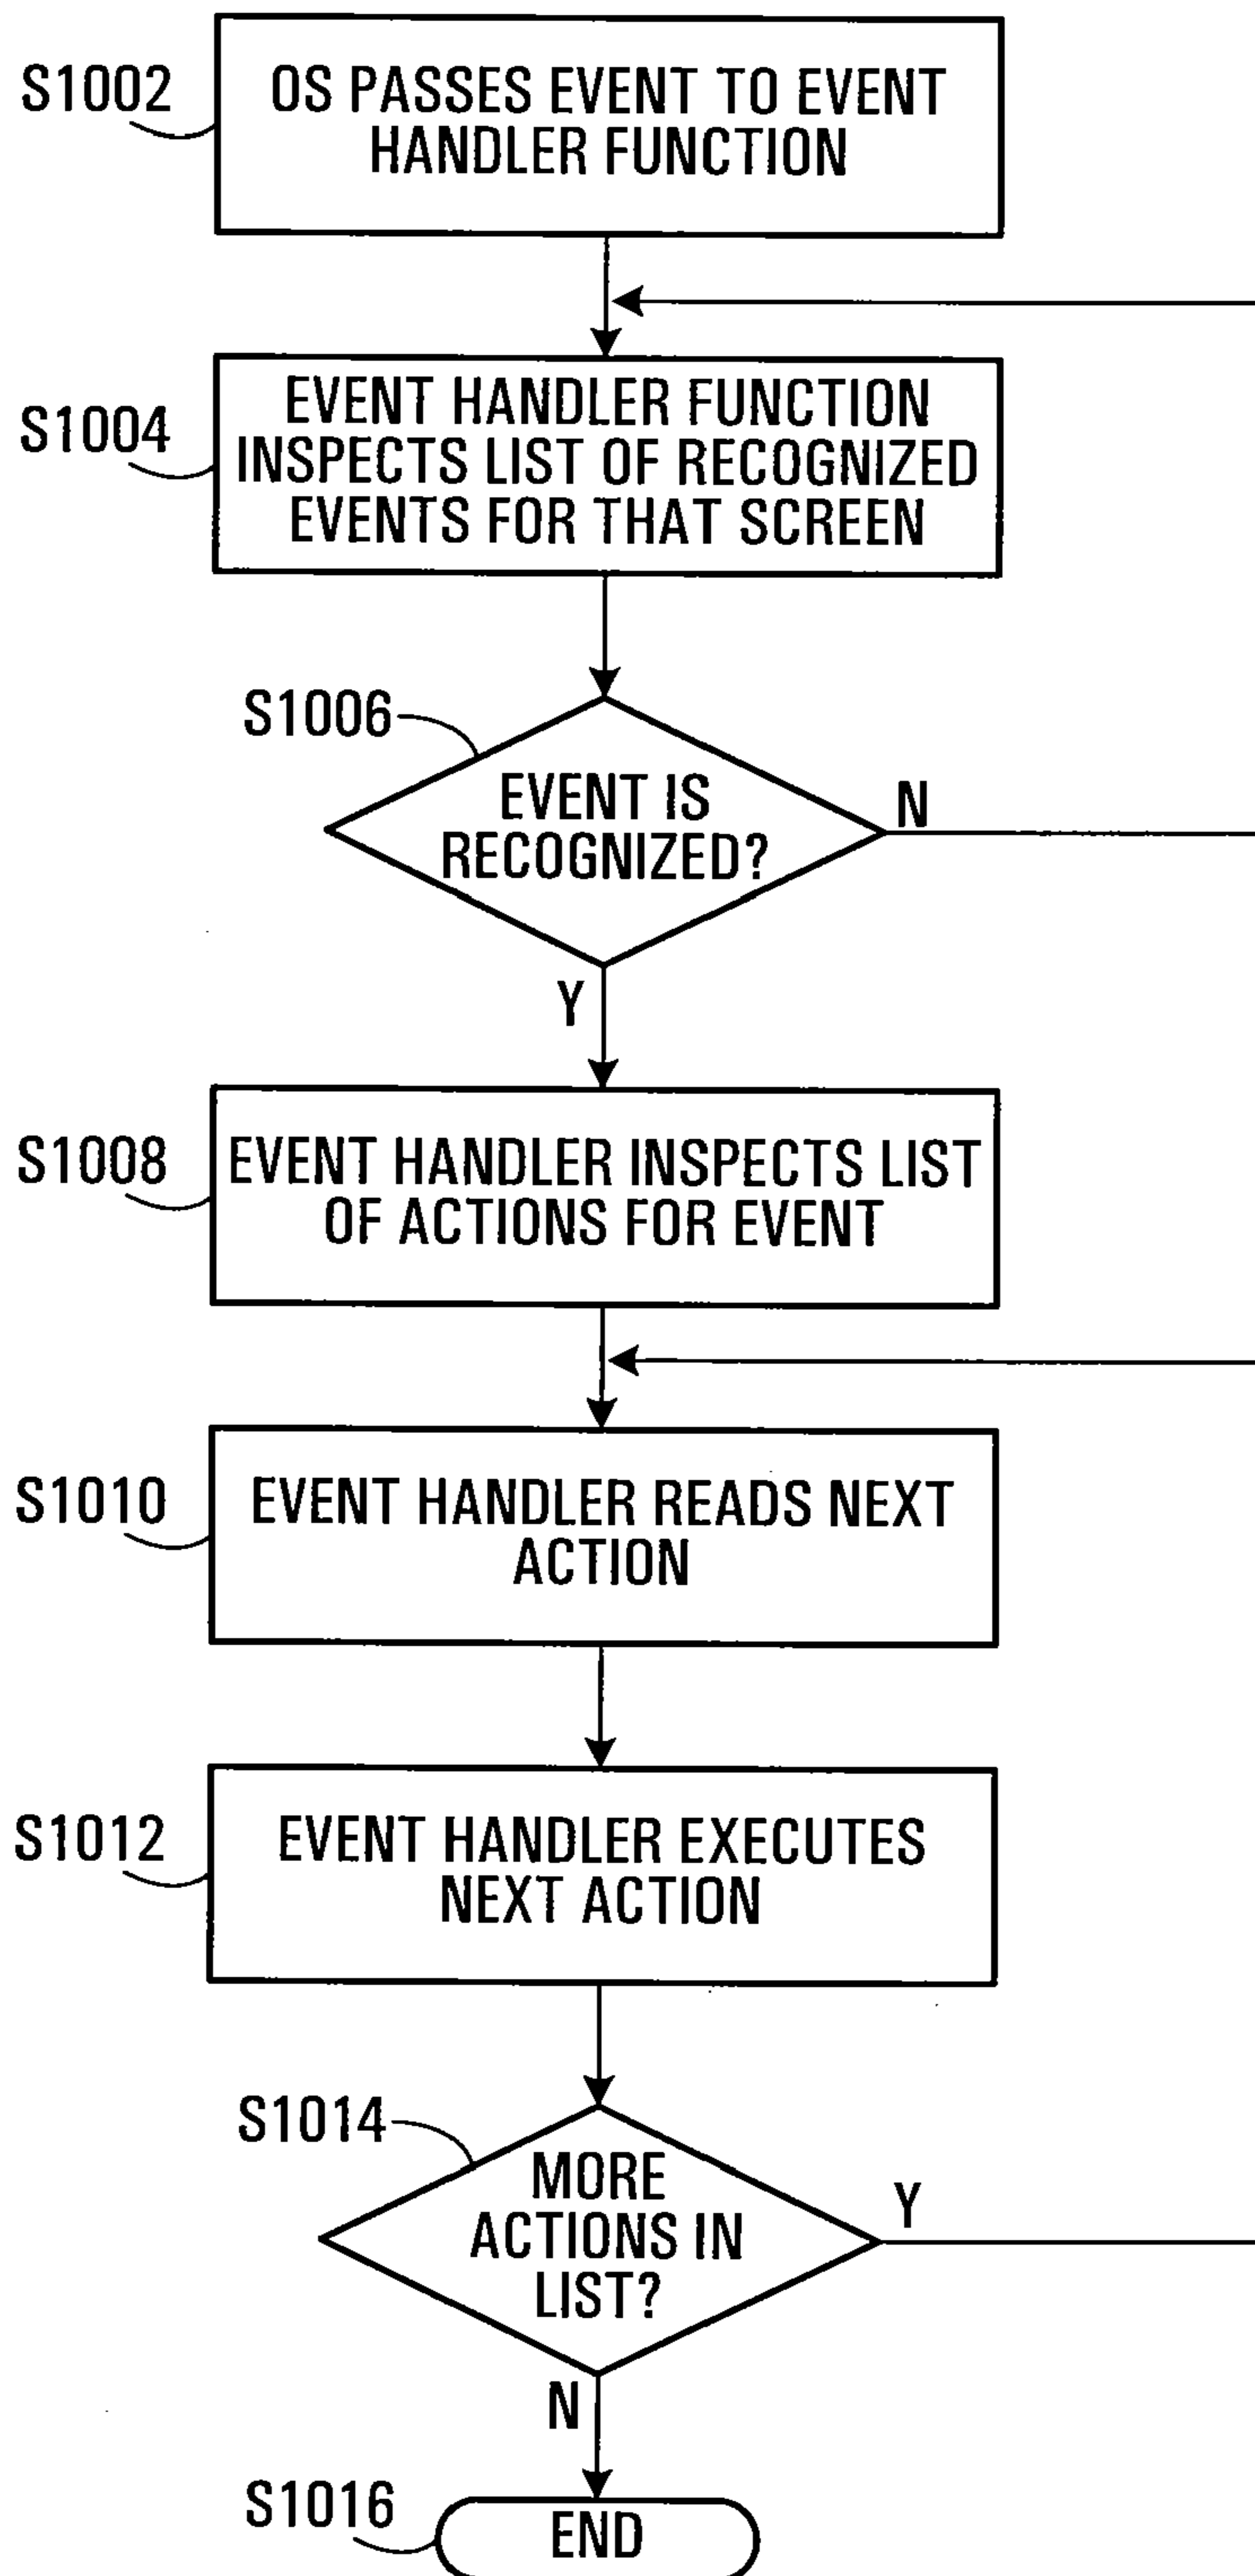 S1002
OS PASSES EVENT TO EVENT
HANDLER FUNCTION
S1004
EVENT HANDLER FUNCTION
INSPECTS LIST OF RECOGNIZED
EVENTS FOR THAT SCREEN
S1006
EVENT IS
RECOGNIZED?
N
Y
S1008
EVENT HANDLER INSPECTS LIST
OF ACTIONS FOR EVENT
S1010
EVENT HANDLER READS NEXT
ACTION
S1012
EVENT HANDLER EXECUTES
NEXT ACTION
S1014
MORE
ACTIONS IN
LIST?
Y
N
S1016
END